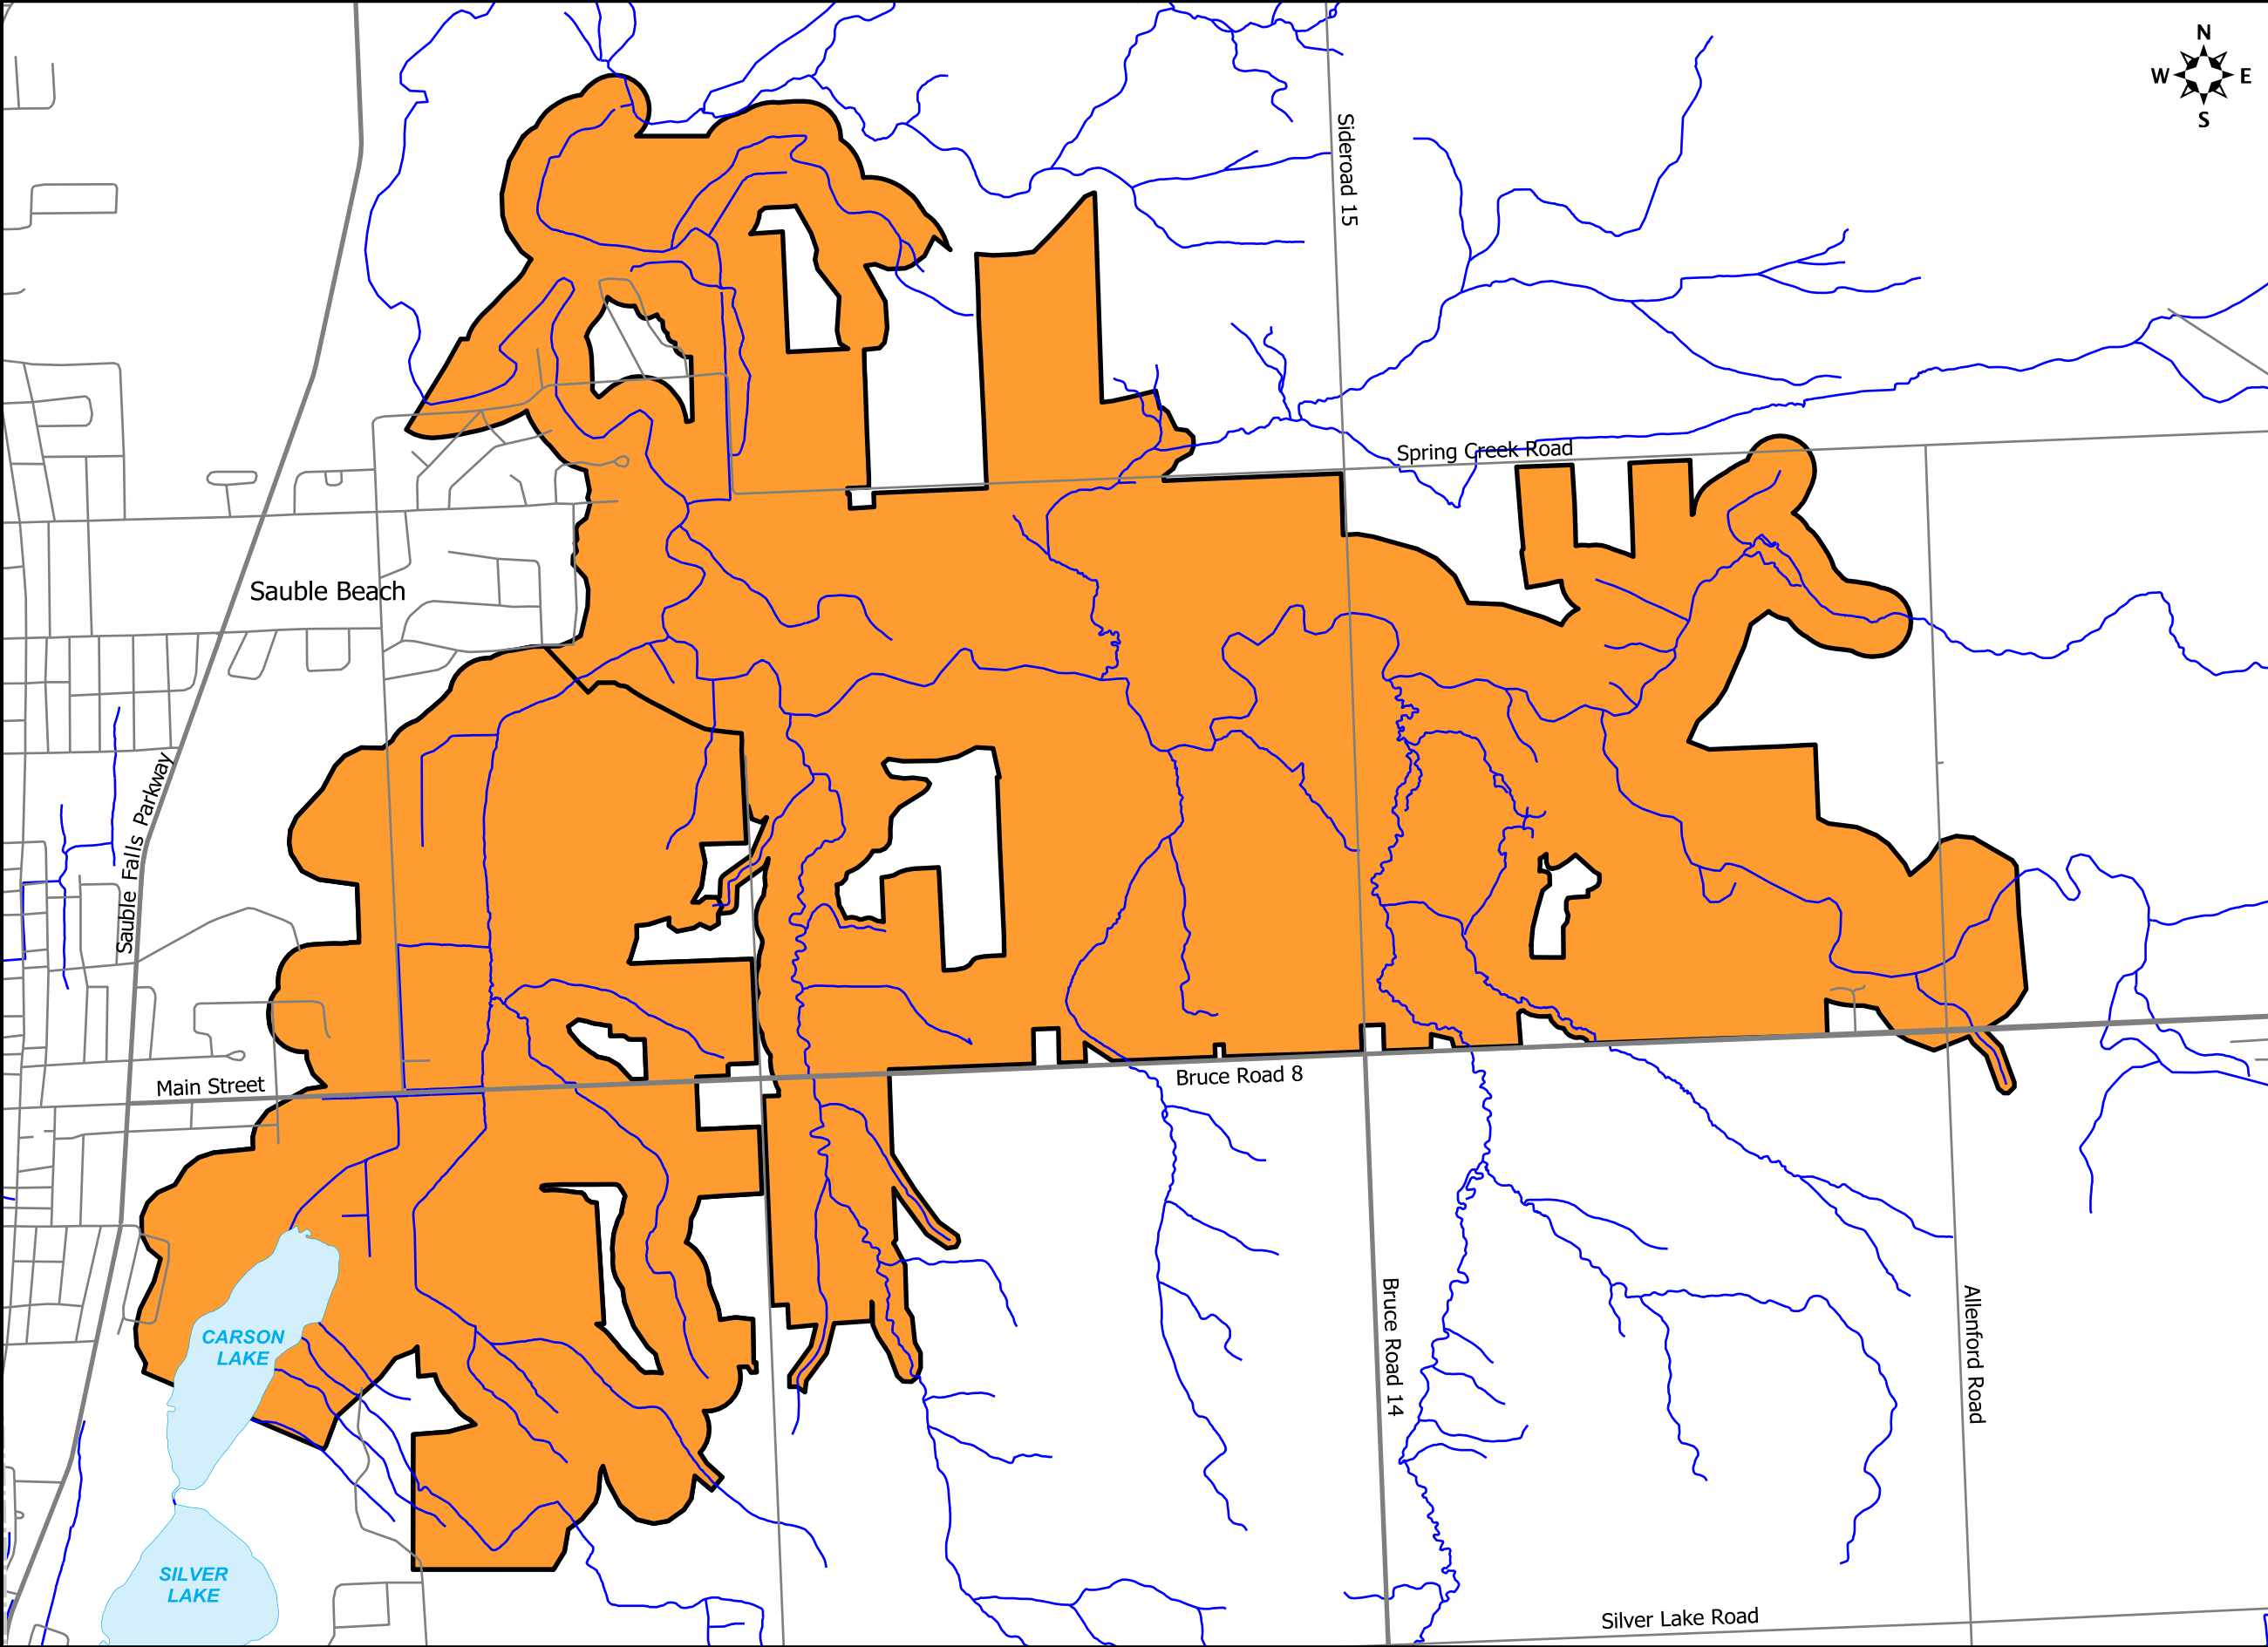 N
W E
S
Sideroad 15
Spring Creek Road
Sauble Beach
Sauble Falls Parkway
Main Street
Bruce Road 8
Bruce Road 14
Allenford Road
CARSON
LAKE
SILVER
LAKE
Silver Lake Road